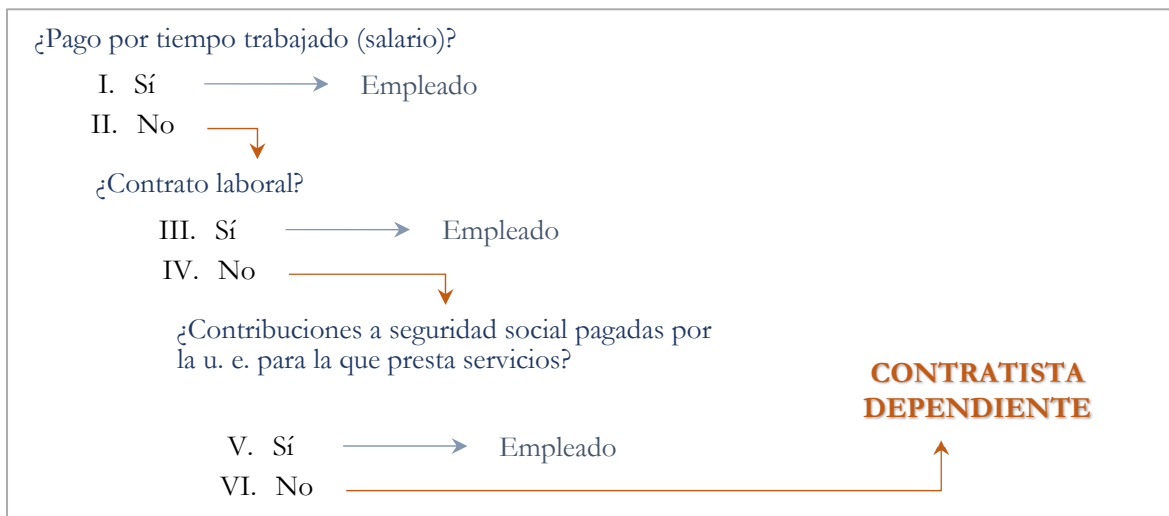 ¿Pago por tiempo trabajado (salario)?
I. Sí Empleado
II. No
¿Contrato laboral?
III. Sí Empleado
IV. No
¿Contribuciones a seguridad social pagadas por
la u. e. para la que presta servicios?
CONTRATISTA
DEPENDIENTE
V. Sí Empleado
VI. No